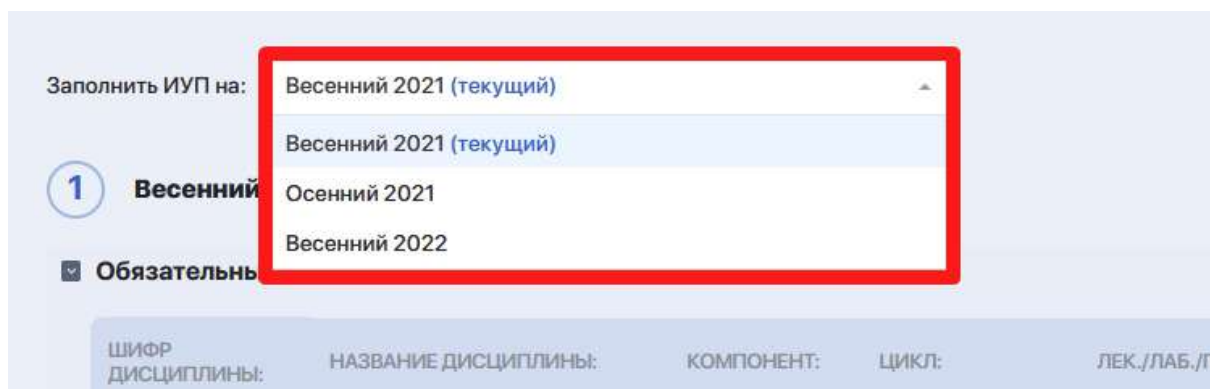 Заполнить ИУП на: Весенний 2021 (текущий)
Весенний 2021 (текущий)
Осенний 2021
Весенний 2022
1 Весенний
ШИФР ДИСЦИПЛИНЫ: НАЗВАНИЕ ДИСЦИПЛИНЫ: КОМПОНЕНТ: ЦИКЛ: ЛЕК./ЛАБ./